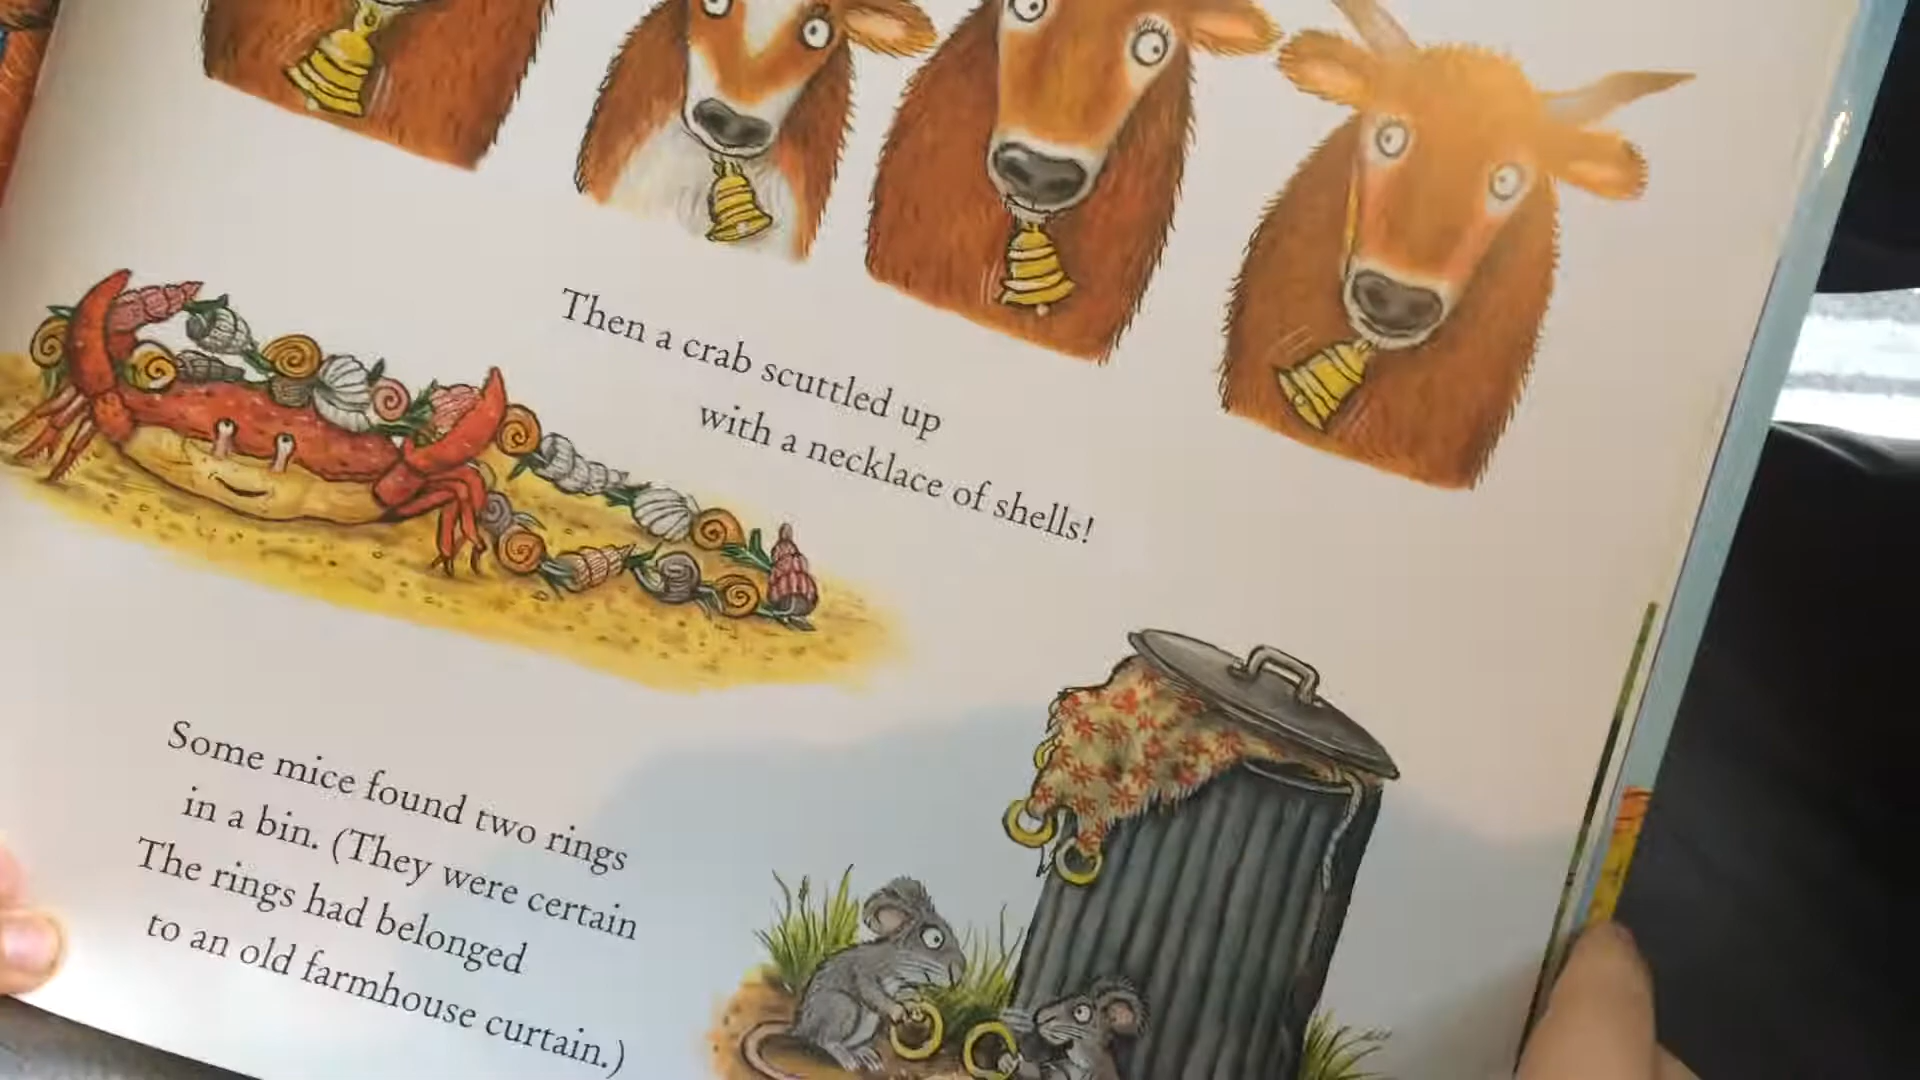 Then a crab scuttled up
with a necklace of shells!
Some mice found two rings
in a bin. (They were certain
The rings had belonged
to an old farmhouse curtain.)